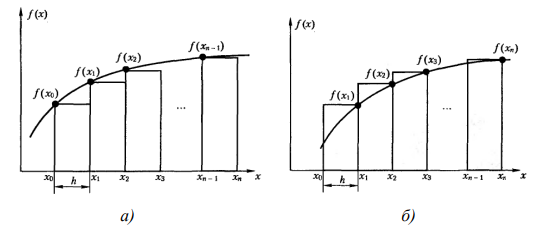 f(x)
f(x₀)
f(x₁)
f(x₂)
f(xₙ₋₁)
...
x₀
h
x₁
x₂
x₃
xₙ₋₁
xₙ
x
а)
f(x)
f(x₁)
f(x₂)
f(x₃)
f(xₙ)
...
x₀
h
x₁
x₂
x₃
xₙ₋₁
xₙ
x
б)